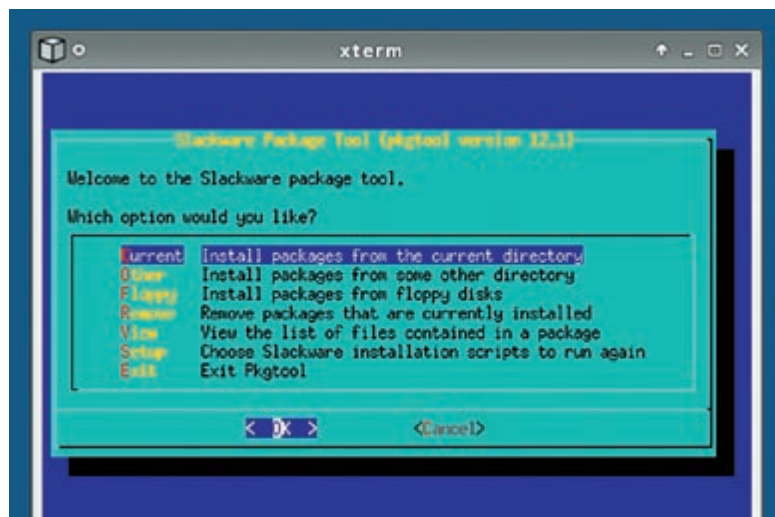 xterm
Slackware Package Tool (pkgtool version 12.1)
Welcome to the Slackware package tool.
Which option would you like?
Current Install packages from the current directory
Other Install packages from some other directory
Floppy Install packages from floppy disks
Remove Remove packages that are currently installed
View View the list of files contained in a package
Setup Choose Slackware installation scripts to run again
Exit Exit Pkgtool
< OK > <Cancel>